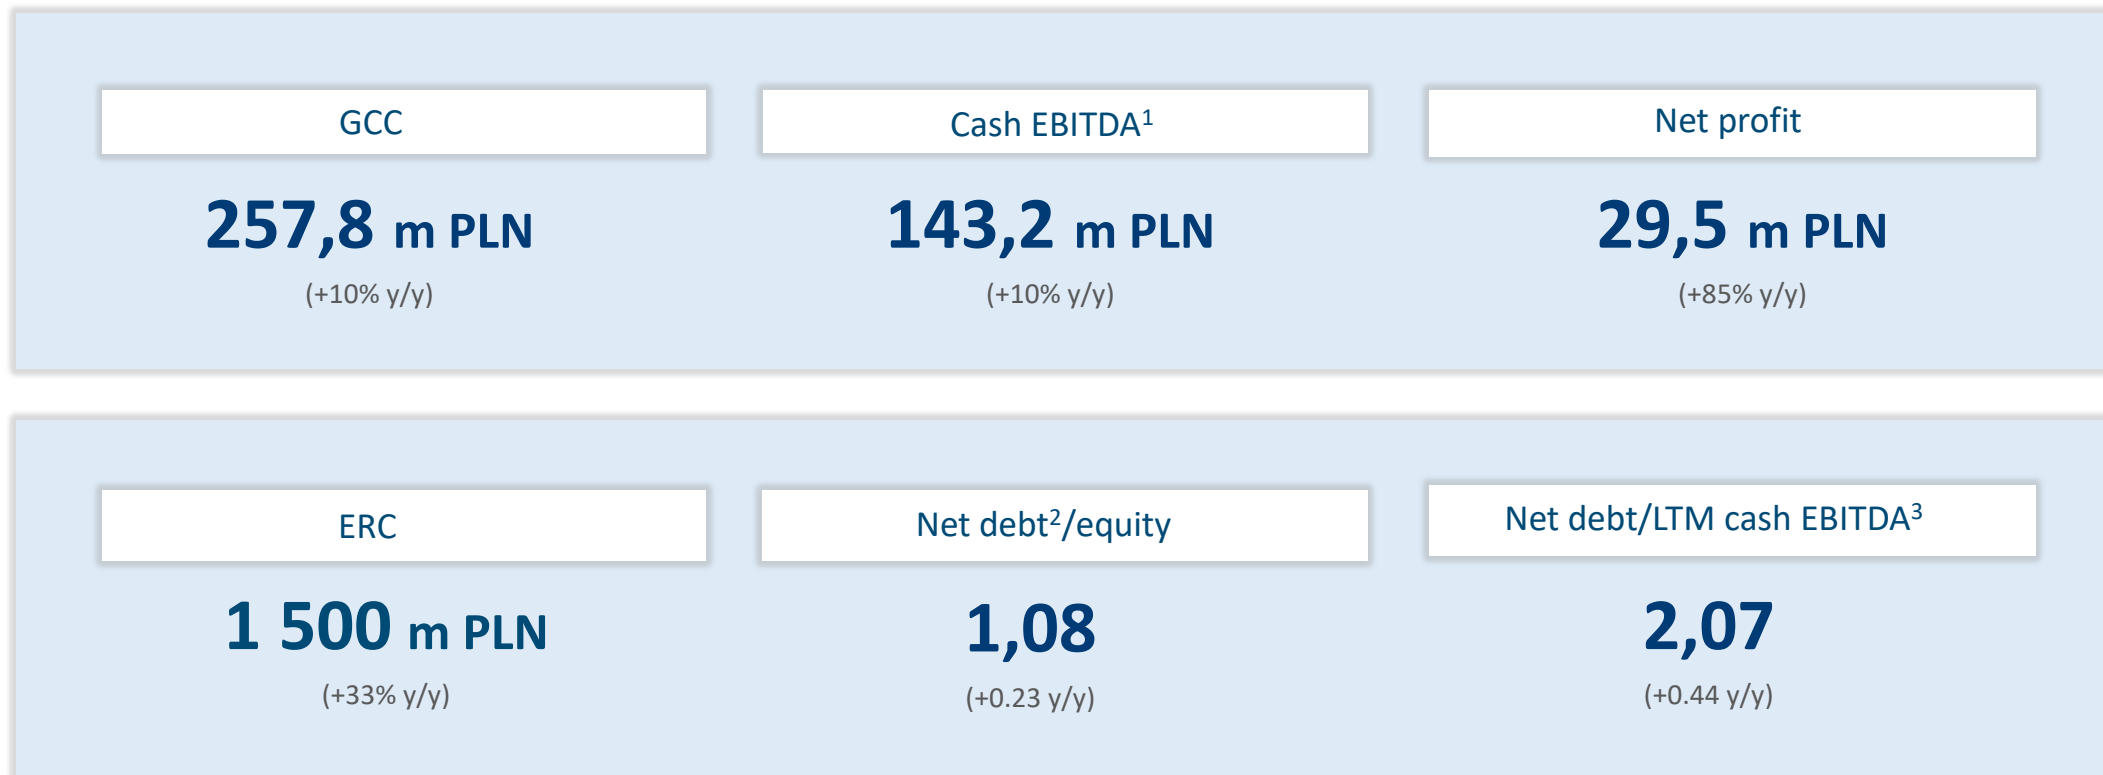 GCC
Cash EBITDA¹
Net profit
257,8 m PLN
143,2 m PLN
29,5 m PLN
(+10% y/y)
(+10% y/y)
(+85% y/y)
ERC
Net debt²/equity
Net debt/LTM cash EBITDA³
1 500 m PLN
1,08
2,07
(+33% y/y)
(+0.23 y/y)
(+0.44 y/y)